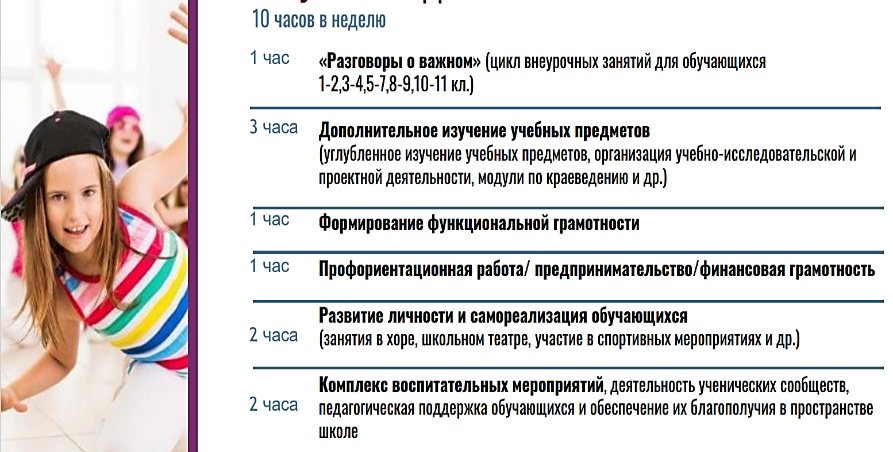 10 часов в неделю
1 час
«Разговоры о важном» (цикл внеурочных занятий для обучающихся
1-2,3-4,5-7,8-9,10-11 кл.)
3 часа
Дополнительное изучение учебных предметов
(углубленное изучение учебных предметов, организация учебно-исследовательской и
проектной деятельности, модули по краеведению и др.)
1 час
Формирование функциональной грамотности
1 час
Профориентационная работа/ предпринимательство/финансовая грамотность
Развитие личности и самореализация обучающихся
2 часа
(занятия в хоре, школьном театре, участие в спортивных мероприятиях и др.)
Комплекс воспитательных мероприятий, деятельность ученических сообществ,
2 часа
педагогическая поддержка обучающихся и обеспечение их благополучия в пространстве
школе